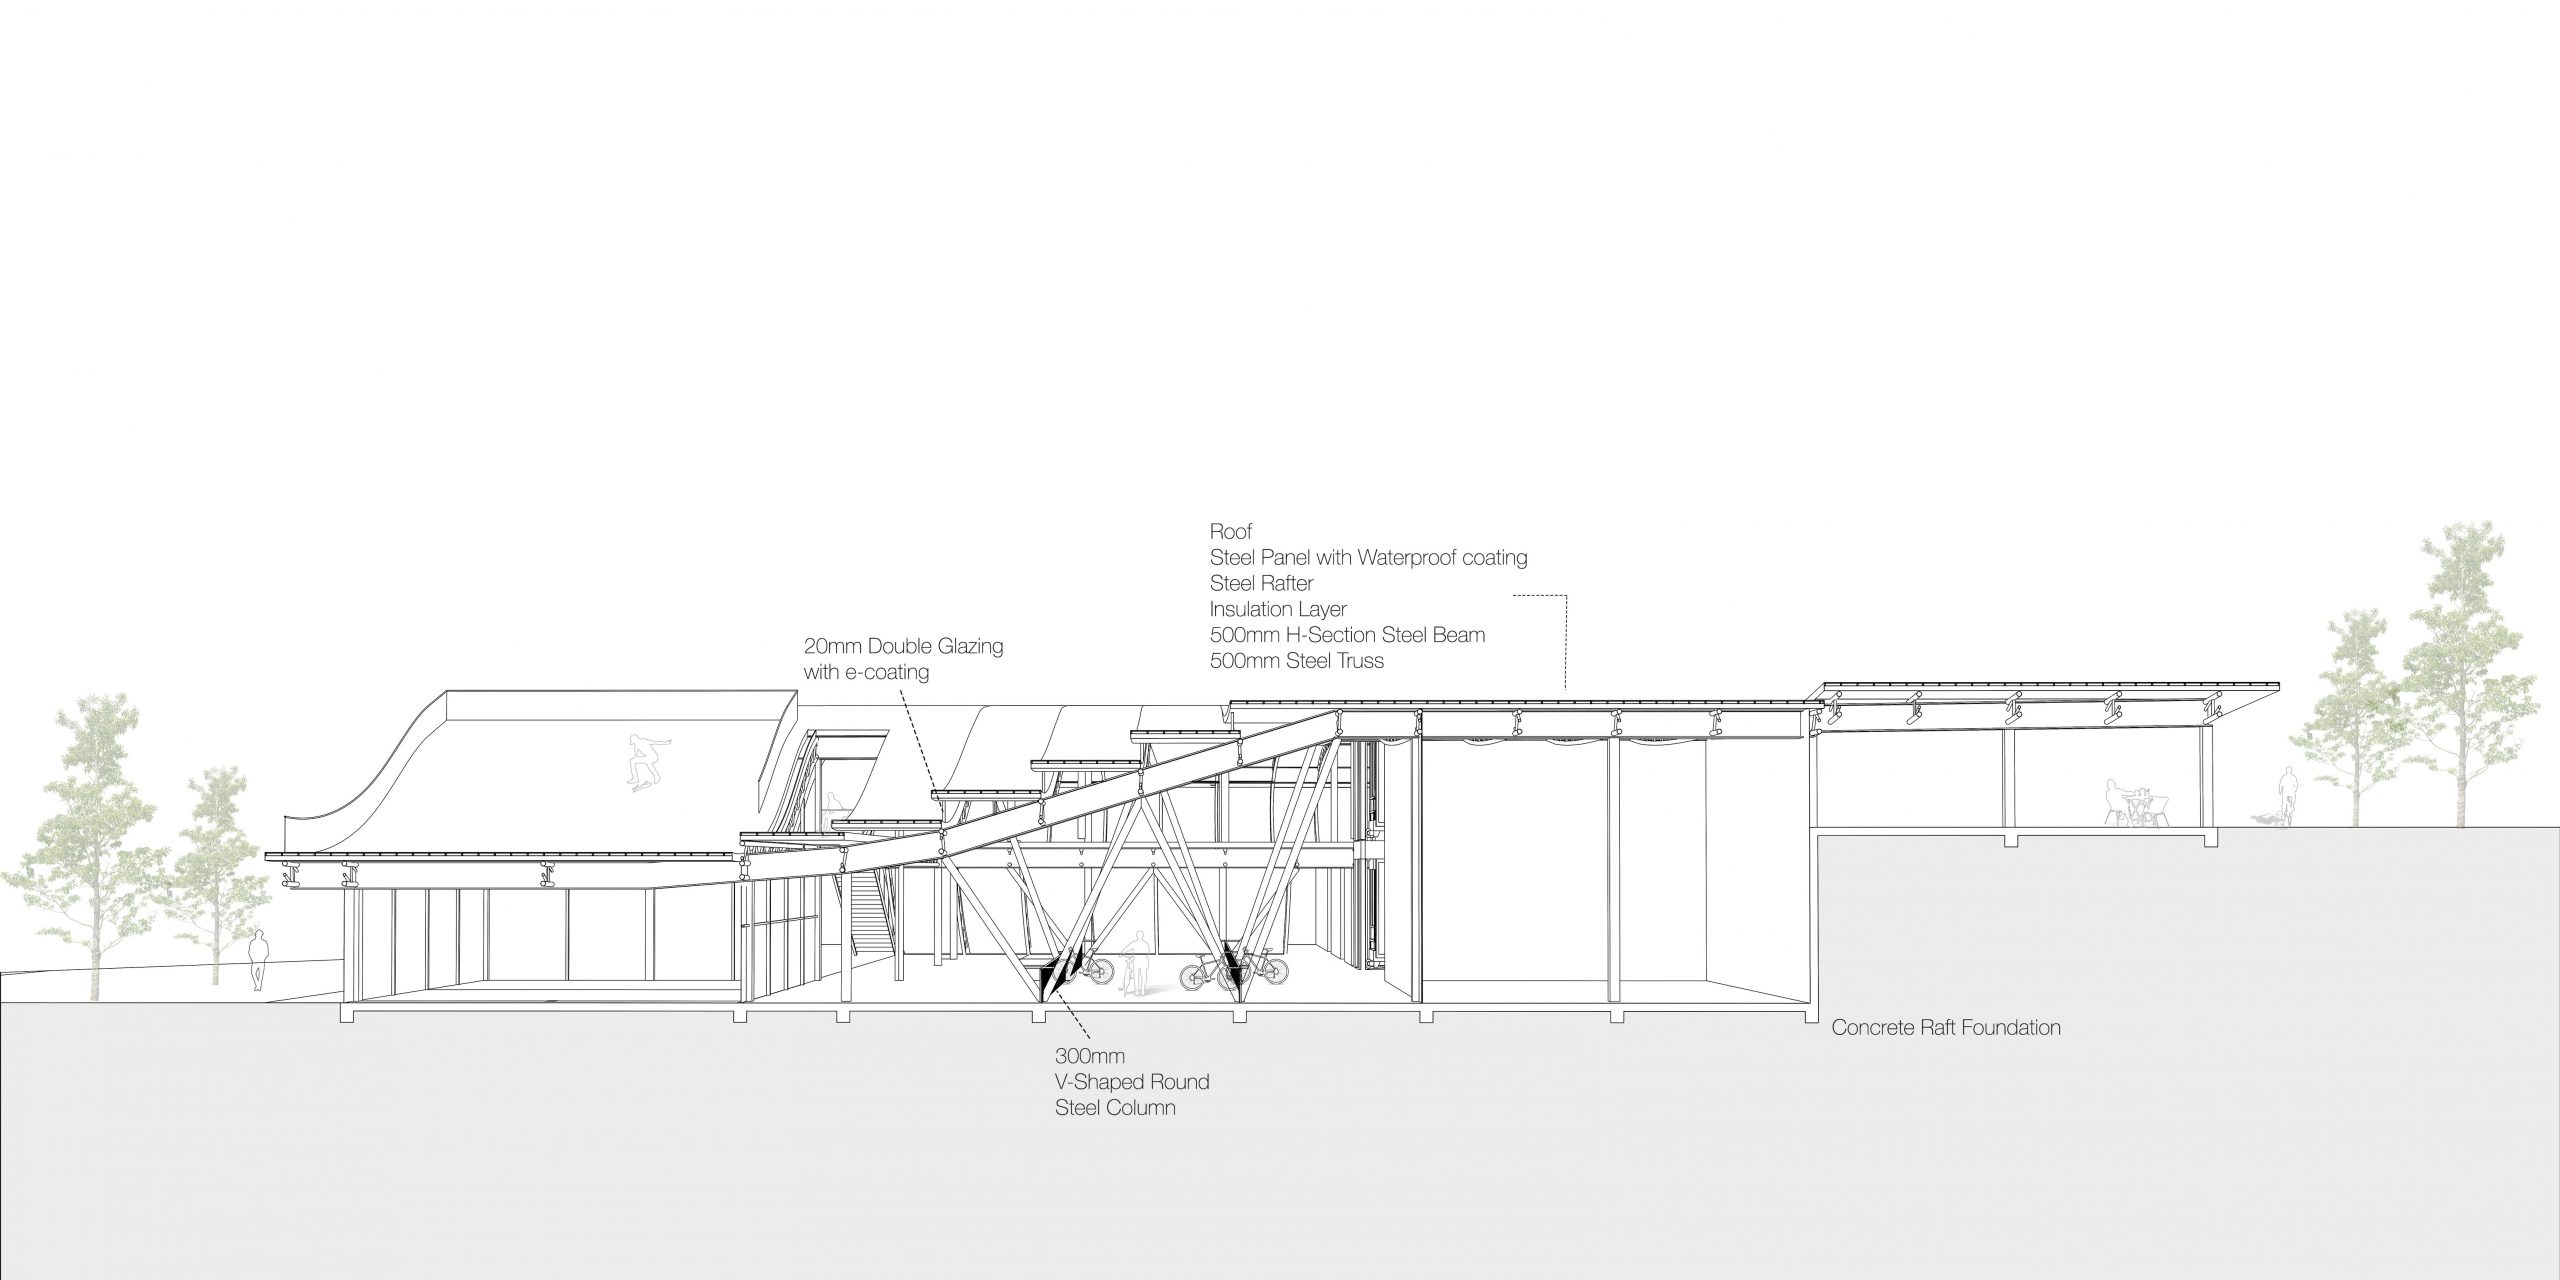 Roof
Steel Panel with Waterproof coating
Steel Rafter
Insulation Layer
500mm H-Section Steel Beam
500mm Steel Truss
20mm Double Glazing
with e-coating
Concrete Raft Foundation
300mm
V-Shaped Round
Steel Column